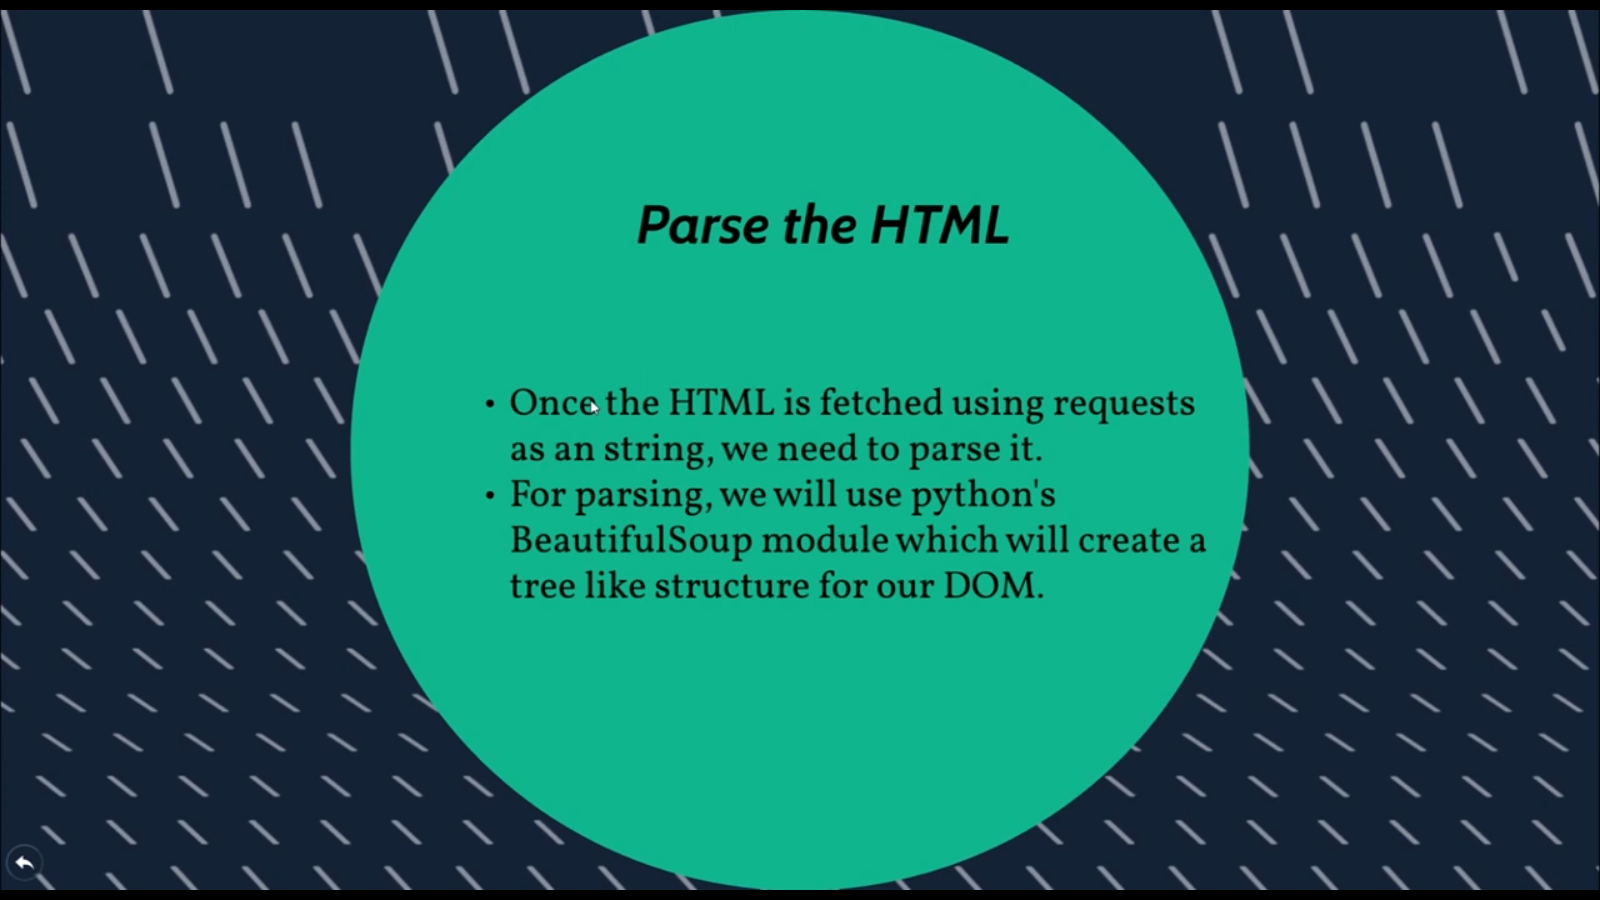 Parse the HTML
• Once the HTML is fetched using requests
as an string, we need to parse it.
• For parsing, we will use python's
BeautifulSoup module which will create a
tree like structure for our DOM.